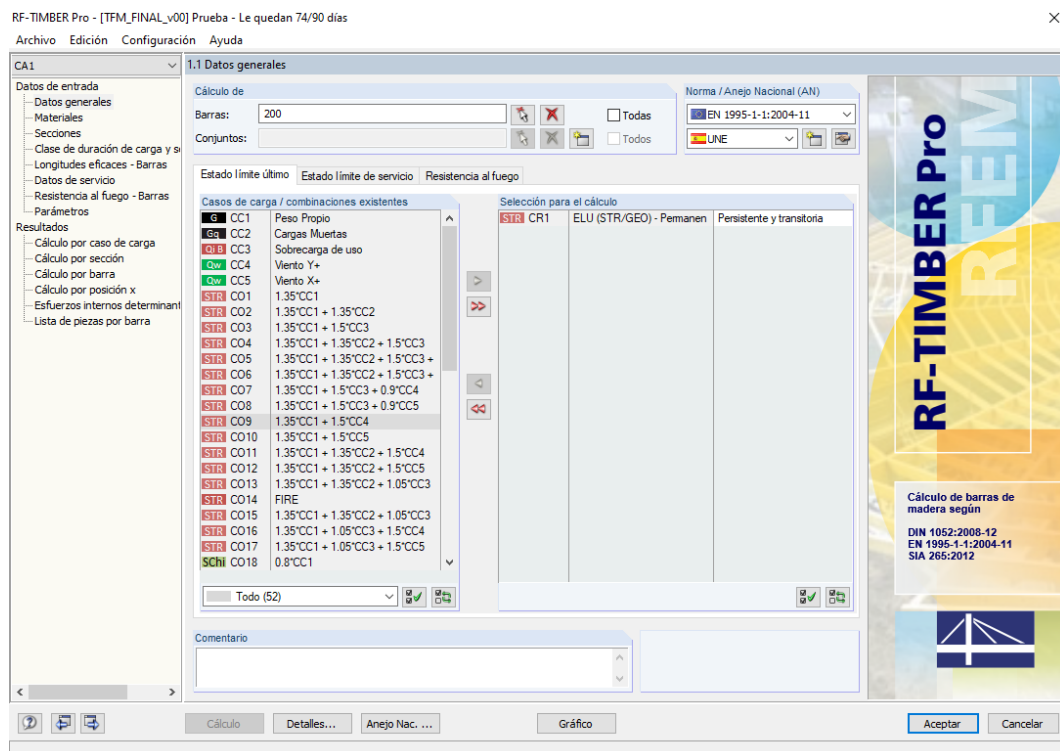 RF-TIMBER Pro - [TFM_FINAL_v00] Prueba - Le quedan 74/90 días
Archivo Edición Configuración Ayuda
CA1
1.1 Datos generales
Datos de entrada
Datos generales
Materiales
Secciones
Clase de duración de carga y se
Longitudes eficaces - Barras
Datos de servicio
Resistencia al fuego - Barras
Parámetros
Resultados
Cálculo por caso de carga
Cálculo por sección
Cálculo por barra
Cálculo por posición x
Esfuerzos internos determinant
Lista de piezas por barra
Cálculo de
Barras: 200 Todas
Conjuntos: Todos
Norma / Anejo Nacional (AN)
EN 1995-1-1:2004-11
UNE
Estado límite último Estado límite de servicio Resistencia al fuego
Casos de carga / combinaciones existentes
G CC1 Peso Propio
Gq CC2 Cargas Muertas
Qi B CC3 Sobrecarga de uso
Qw CC4 Viento Y+
Qw CC5 Viento X+
STR CO1 1.35*CC1
STR CO2 1.35*CC1 + 1.35*CC2
STR CO3 1.35*CC1 + 1.5*CC3
STR CO4 1.35*CC1 + 1.35*CC2 + 1.5*CC3
STR CO5 1.35*CC1 + 1.35*CC2 + 1.5*CC3 +
STR CO6 1.35*CC1 + 1.35*CC2 + 1.5*CC3 +
STR CO7 1.35*CC1 + 1.5*CC3 + 0.9*CC4
STR CO8 1.35*CC1 + 1.5*CC3 + 0.9*CC5
STR CO9 1.35*CC1 + 1.5*CC4
STR CO10 1.35*CC1 + 1.5*CC5
STR CO11 1.35*CC1 + 1.35*CC2 + 1.5*CC4
STR CO12 1.35*CC1 + 1.35*CC2 + 1.5*CC5
STR CO13 1.35*CC1 + 1.35*CC2 + 1.05*CC3
STR CO14 FIRE
STR CO15 1.35*CC1 + 1.35*CC2 + 1.05*CC3
STR CO16 1.35*CC1 + 1.05*CC3 + 1.5*CC4
STR CO17 1.35*CC1 + 1.05*CC3 + 1.5*CC5
SChi CO18 0.8*CC1
Todo (52)
Selección para el cálculo
STR CR1 ELU (STR/GEO) - Permanen Persistente y transitoria
Comentario
RF-TIMBER Pro
RFEM
Cálculo de barras de
madera según
DIN 1052:2008-12
EN 1995-1-1:2004-11
SIA 265:2012
Cálculo Detalles... Anejo Nac. ... Gráfico Aceptar Cancelar